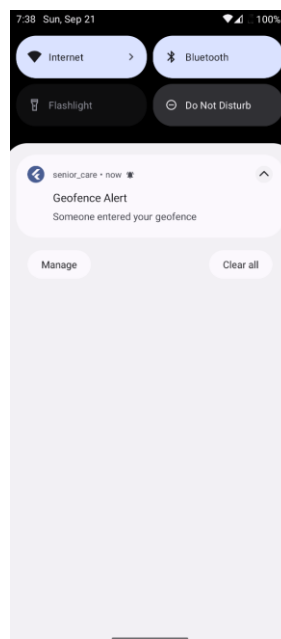 7:38 Sun, Sep 21 100%
Internet Bluetooth
Flashlight Do Not Disturb
senior_care • now
Geofence Alert
Someone entered your geofence
Manage Clear all